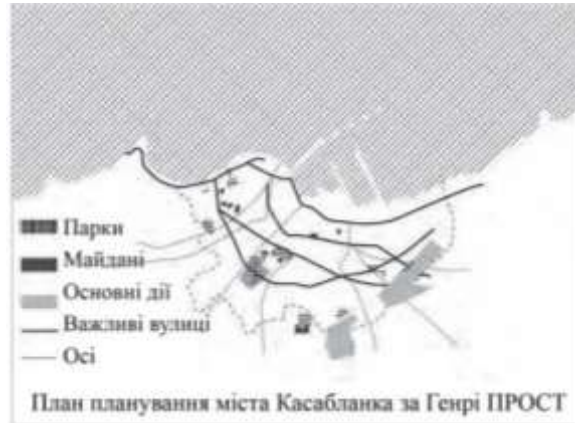 Парки
Майдані
Основні дії
Важливі вулиці
Осі
План планування міста Касабланка за Генрі ПРОСТ